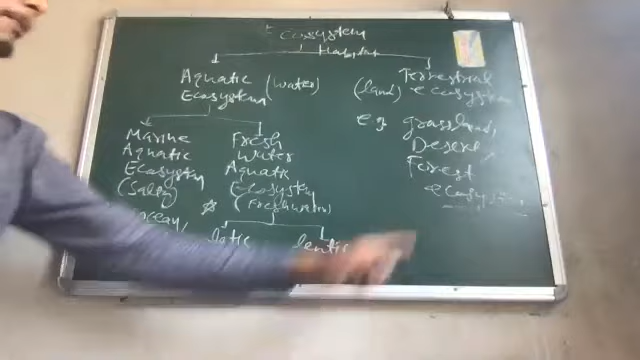 Ecosystem
Habitat
Aquatic (water)
Ecosystem
Terrestrial
(land) ecosystem
eg grassland,
Desert
Forest
ecosystem
Marine
Aquatic
Ecosystem
(Salty)
ocean,
Fresh
Water
Aquatic
Ecosystem
(Freshwater)
lotic
lentic